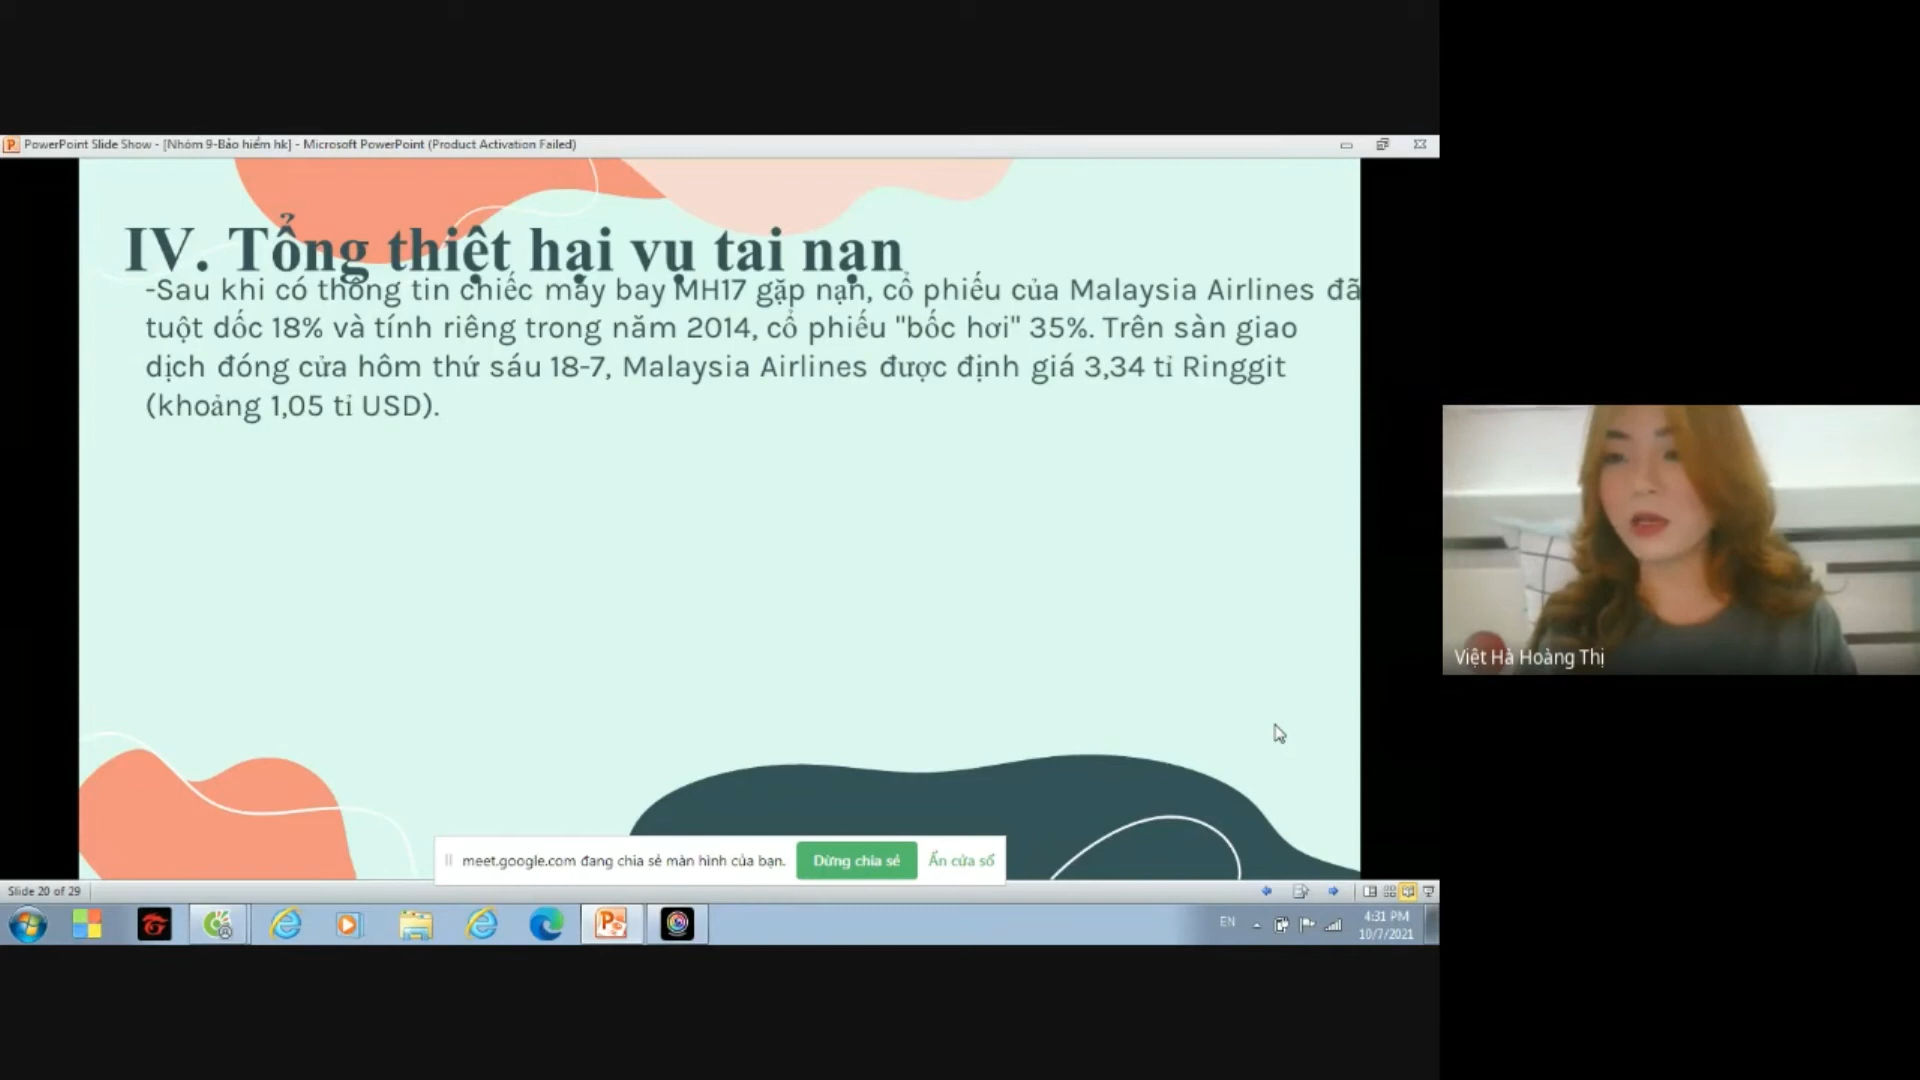 PowerPoint Slide Show - [Nhóm 9-Bảo hiểm hk] - Microsoft PowerPoint (Product Activation Failed)
IV. Tổng thiệt hại vụ tai nạn
-Sau khi có thông tin chiếc máy bay MH17 gặp nạn, cổ phiếu của Malaysia Airlines đã
tuột dốc 18% và tính riêng trong năm 2014, cổ phiếu "bốc hơi" 35%. Trên sàn giao
dịch đóng cửa hôm thứ sáu 18-7, Malaysia Airlines được định giá 3,34 tỉ Ringgit
(khoảng 1,05 tỉ USD).
Việt Hà Hoàng Thị
meet.google.com đang chia sẻ màn hình của bạn.
Dừng chia sẻ
Ẩn cửa sổ
Slide 20 of 29
EN
4:31 PM
10/7/2021